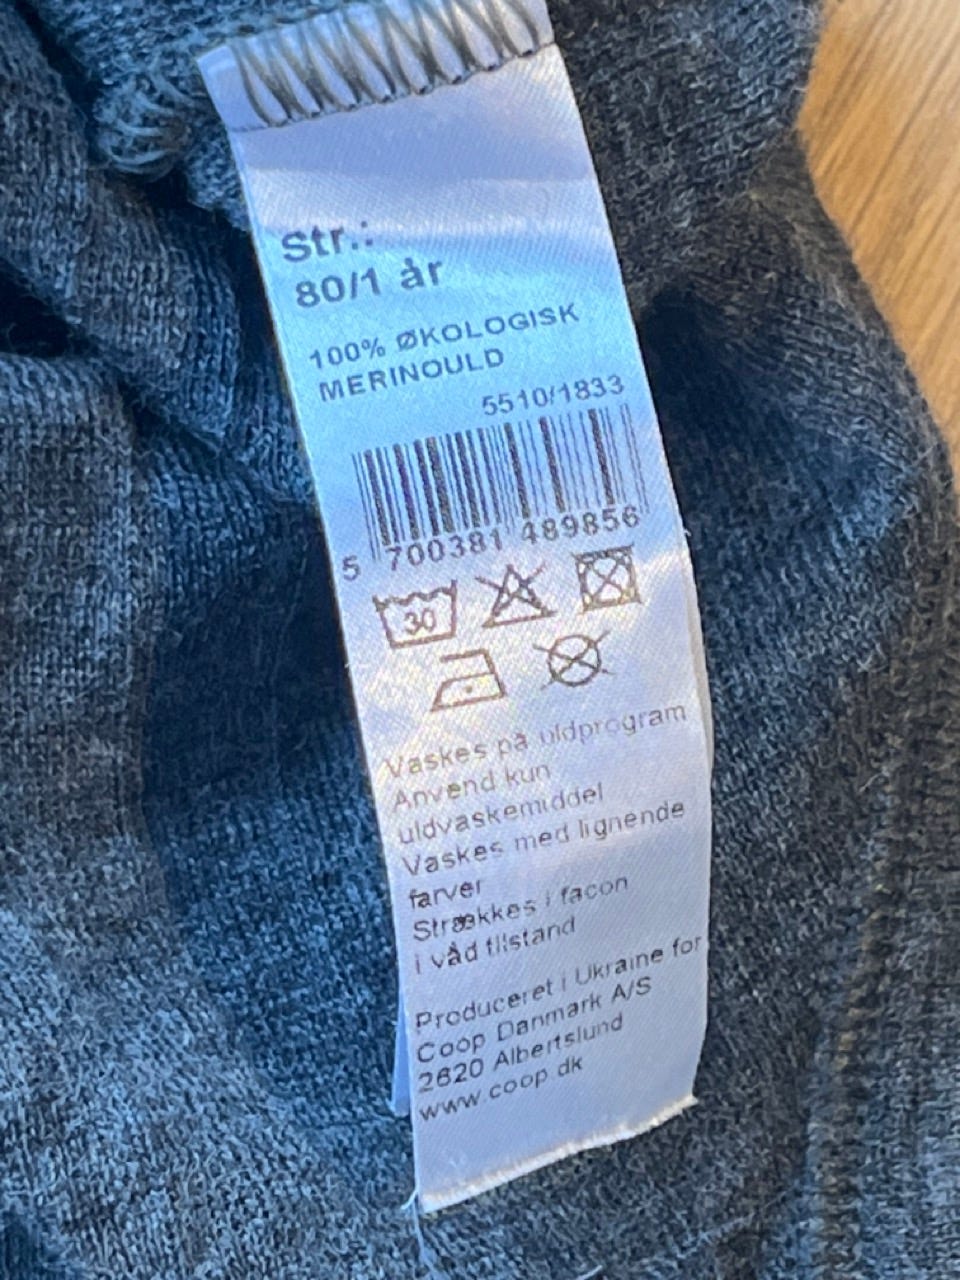 Str.:
80/1 år
100% ØKOLOGISK
MERINOULD
5510/1833
5 700381 489856
30
Vaskes på uldprogram
Anvend kun
uldvaskemiddel
Vaskes med lignende
farver
Strækkes i facon
i våd tilstand
Produceret i Ukraine for
Coop Danmark A/S
2620 Albertslund
www.coop.dk